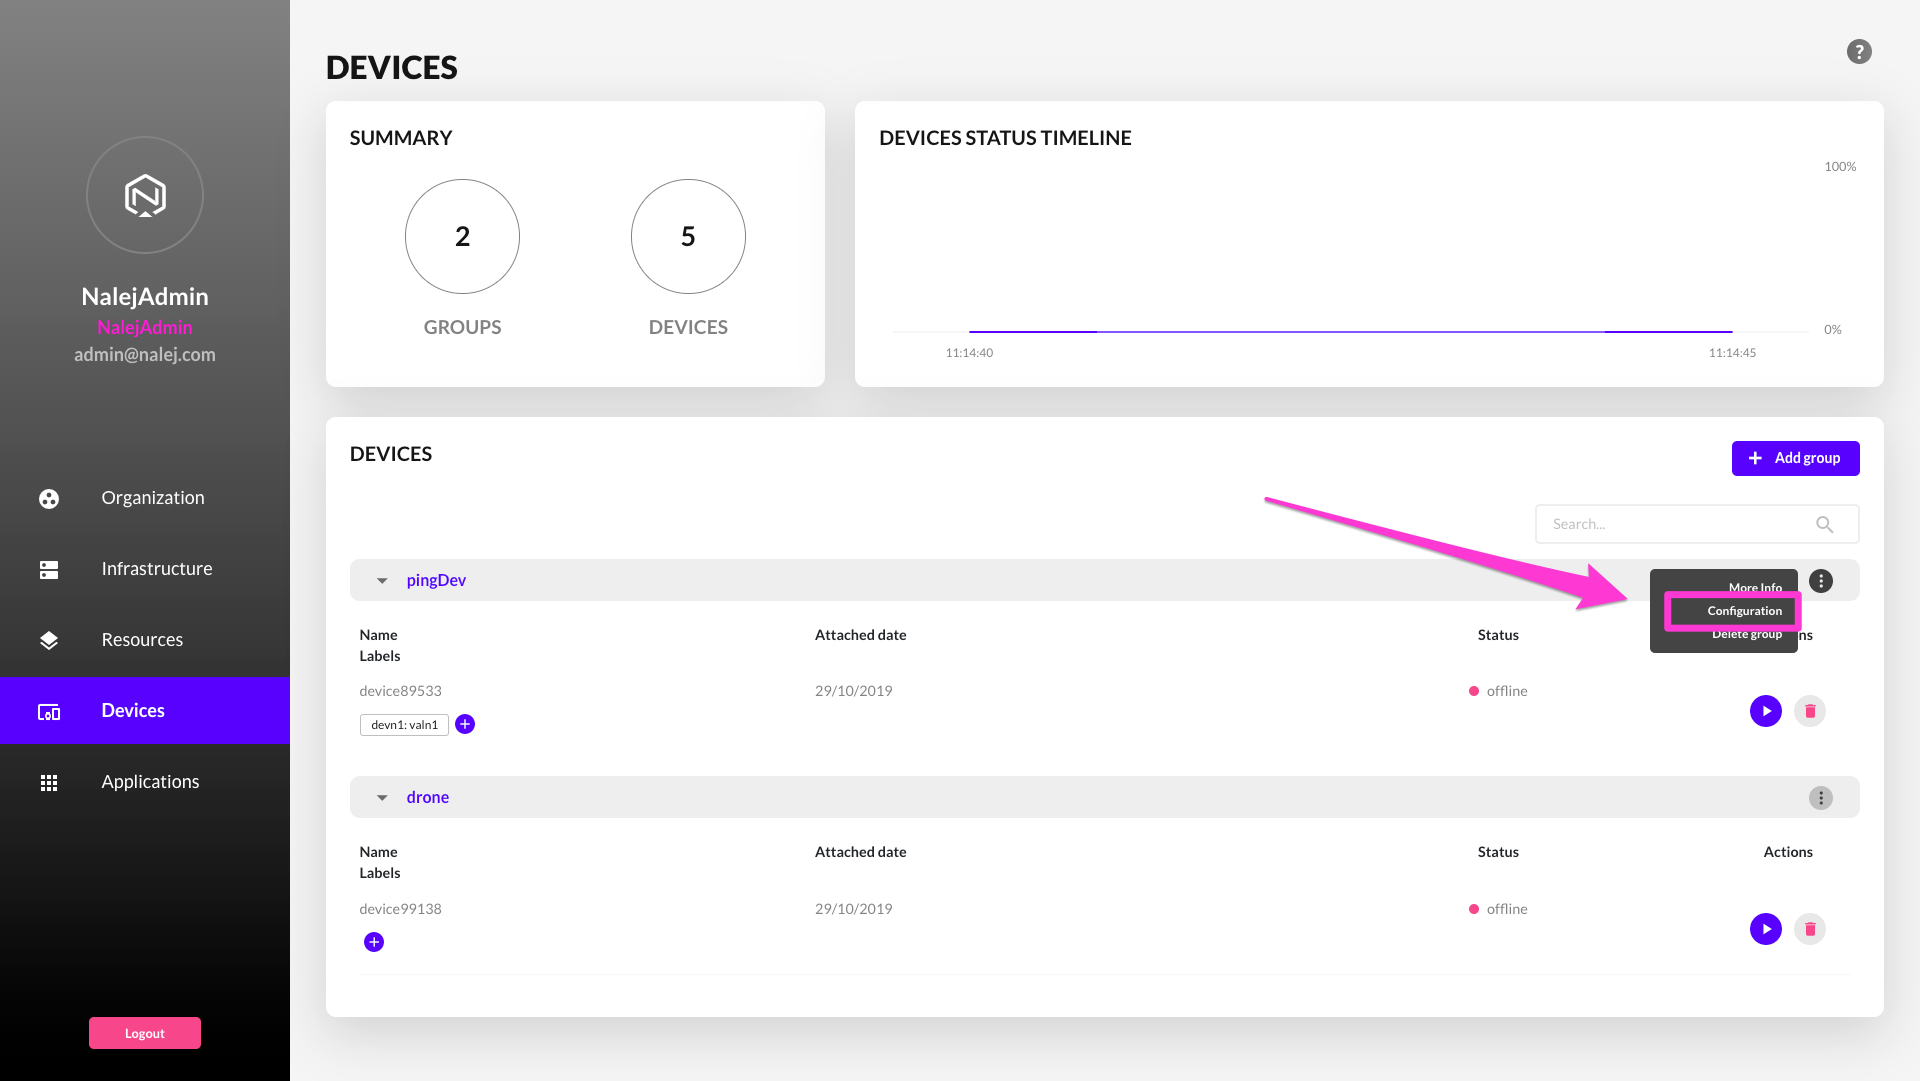 DEVICES
?
NalejAdmin
NalejAdmin
admin@nalej.com
Organization
Infrastructure
Resources
Devices
Applications
Logout
SUMMARY
2
5
GROUPS
DEVICES
DEVICES STATUS TIMELINE
100%
0%
11:14:40
11:14:45
DEVICES
+ Add group
Search...
pingDev
More Info
Configuration
Delete group
Name
Attached date
Status
ns
Labels
device89533
29/10/2019
offline
devn1: valn1
drone
Name
Attached date
Status
Actions
Labels
device99138
29/10/2019
offline